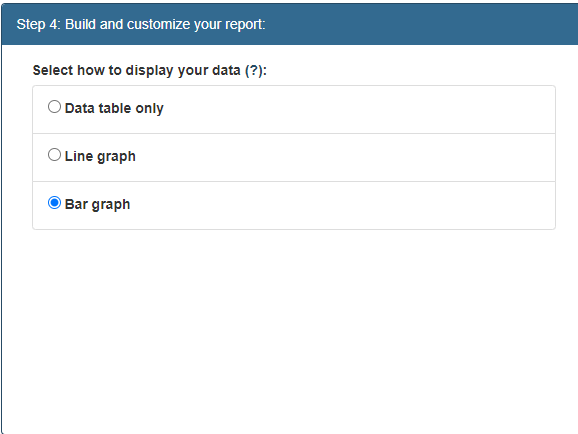 Step 4: Build and customize your report:
Select how to display your data (?):
Data table only
Line graph
Bar graph